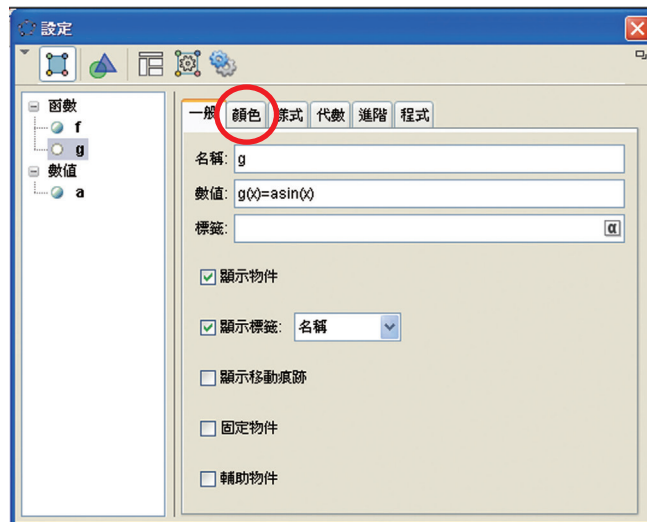 設定
函數
f
g
數值
a
一般 顏色 樣式 代數 進階 程式
名稱: g
數值: g(x)=asin(x)
標籤: α
顯示物件
顯示標籤: 名稱
顯示移動痕跡
固定物件
輔助物件